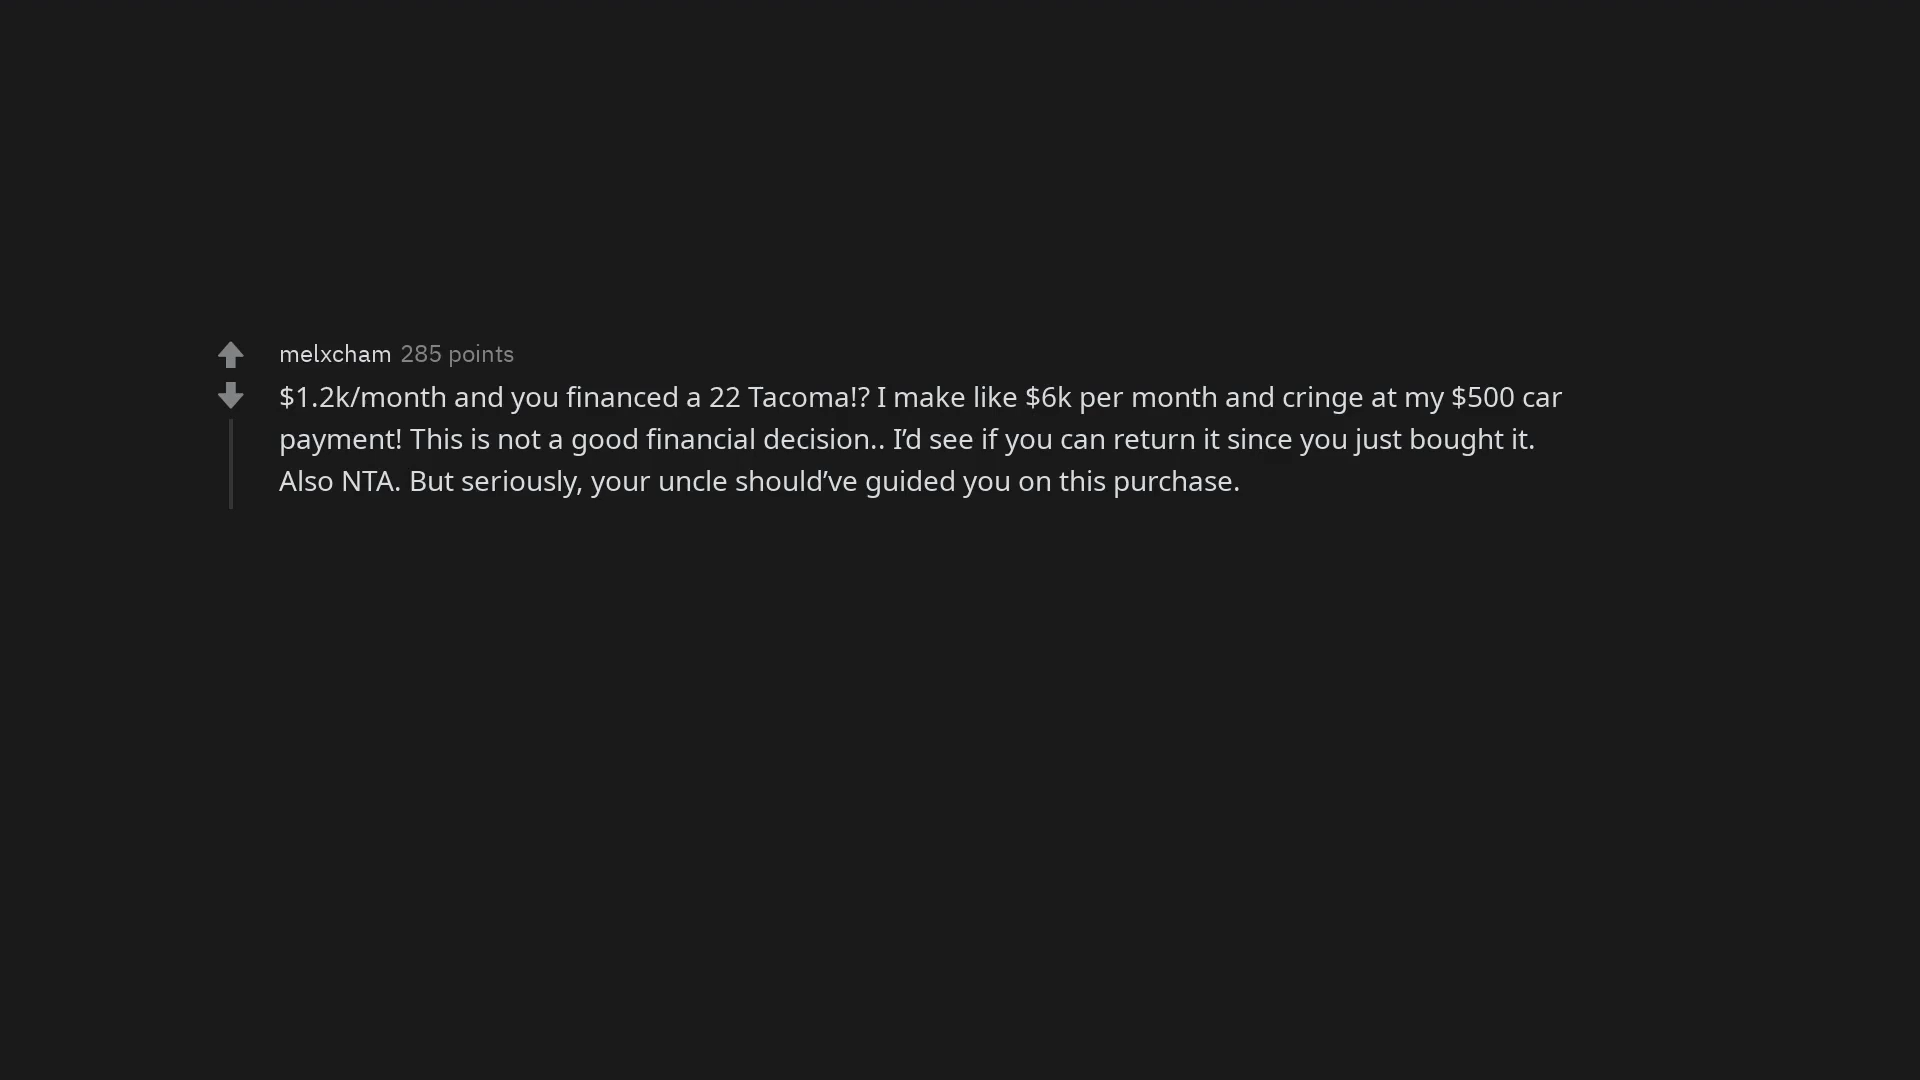 melxcham 285 points
$1.2k/month and you financed a 22 Tacoma!? I make like $6k per month and cringe at my $500 car
payment! This is not a good financial decision.. I’d see if you can return it since you just bought it.
Also NTA. But seriously, your uncle should’ve guided you on this purchase.